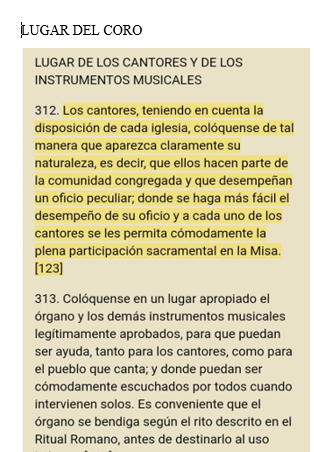 LUGAR DEL CORO
LUGAR DE LOS CANTORES Y DE LOS
INSTRUMENTOS MUSICALES
312. Los cantores, teniendo en cuenta la
disposición de cada iglesia, colóquense de tal
manera que aparezca claramente su
naturaleza, es decir, que ellos hacen parte de
la comunidad congregada y que desempeñan
un oficio peculiar; donde se haga más fácil el
desempeño de su oficio y a cada uno de los
cantores se les permita cómodamente la
plena participación sacramental en la Misa.
[123]
313. Colóquense en un lugar apropiado el
órgano y los demás instrumentos musicales
legítimamente aprobados, para que puedan
ser ayuda, tanto para los cantores, como para
el pueblo que canta; y donde puedan ser
cómodamente escuchados por todos cuando
intervienen solos. Es conveniente que el
órgano se bendiga según el rito descrito en el
Ritual Romano, antes de destinarlo al uso